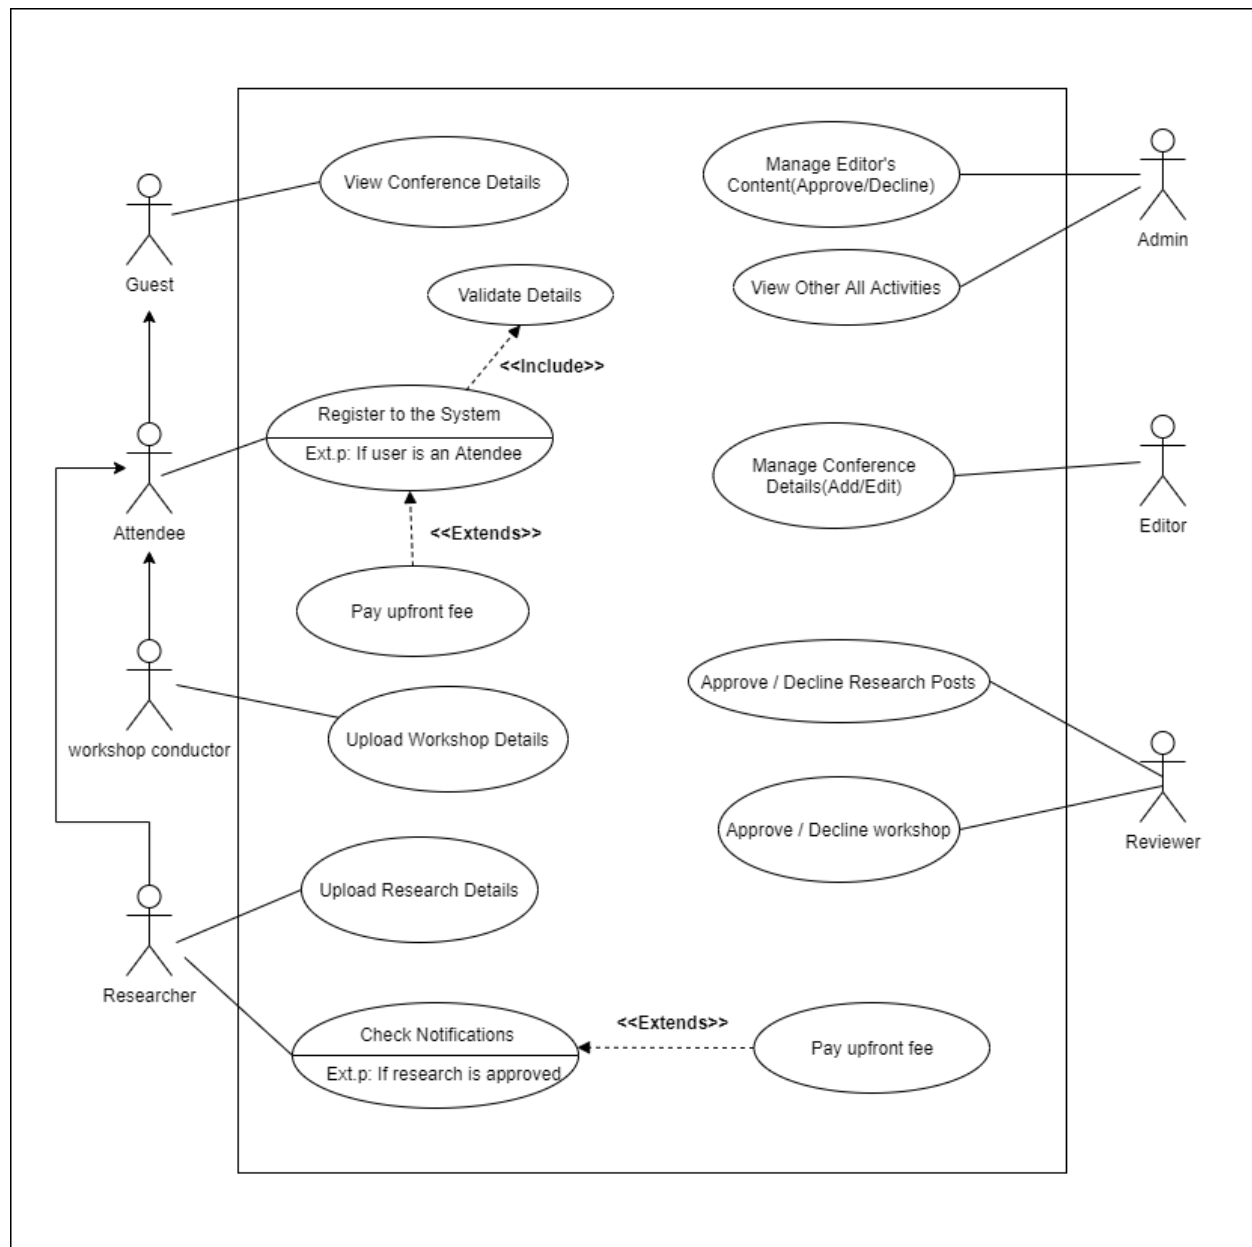 View Conference Details
Manage Editor's
Content(Approve/Decline)
Admin
Guest
Validate Details
View Other All Activities
<<Include>>
Register to the System
Ext.p: If user is an Atendee
Attendee
Manage Conference
Details(Add/Edit)
Editor
<<Extends>>
Pay upfront fee
workshop conductor
Upload Workshop Details
Approve / Decline Research Posts
Approve / Decline workshop
Reviewer
Upload Research Details
Researcher
Check Notifications
Ext.p: If research is approved
<<Extends>>
Pay upfront fee